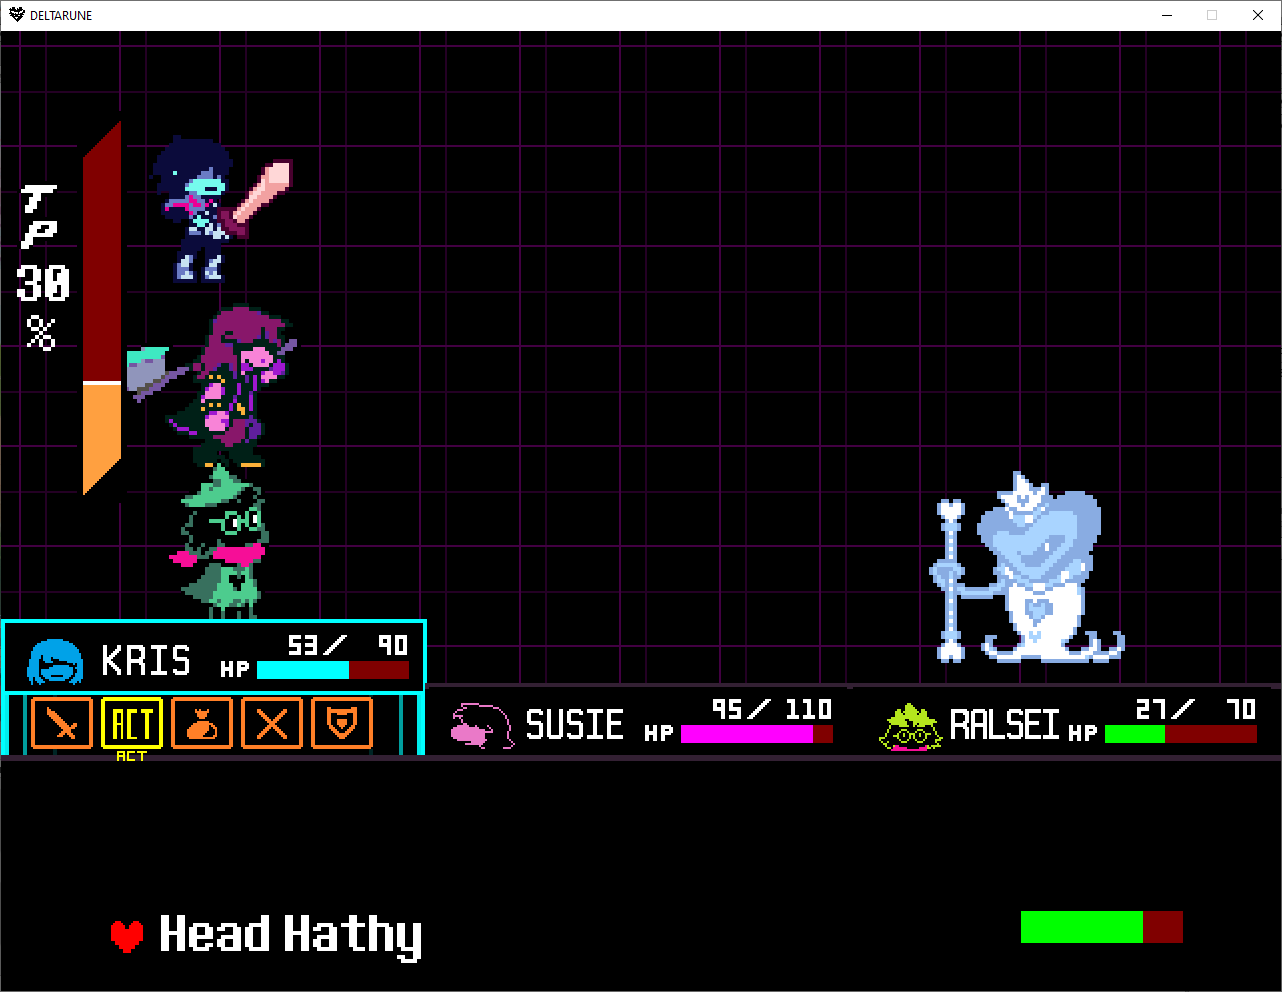 DELTARUNE
TP
30
%
KRIS HP 53/ 90
ACT
ACT
SUSIE HP 95/ 110
RALSEI HP 27/ 70
Head Hathy